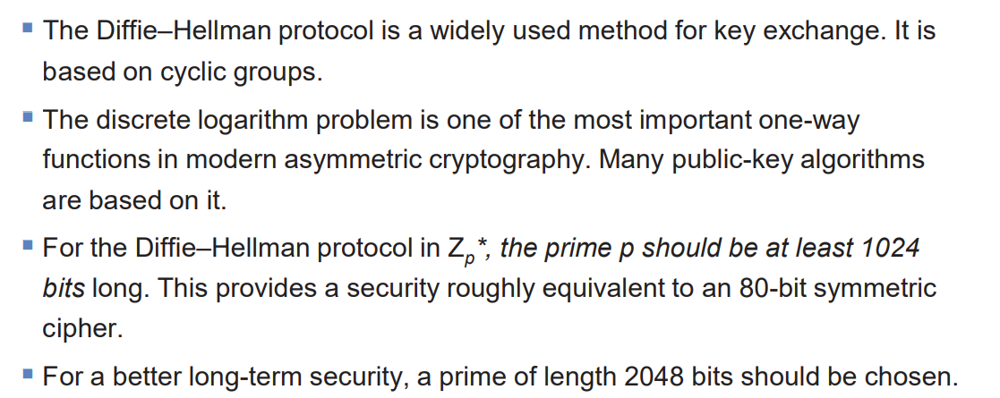 ▪ The Diffie–Hellman protocol is a widely used method for key exchange. It is
based on cyclic groups.
▪ The discrete logarithm problem is one of the most important one-way
functions in modern asymmetric cryptography. Many public-key algorithms
are based on it.
▪ For the Diffie–Hellman protocol in Zₚ*, the prime p should be at least 1024
bits long. This provides a security roughly equivalent to an 80-bit symmetric
cipher.
▪ For a better long-term security, a prime of length 2048 bits should be chosen.